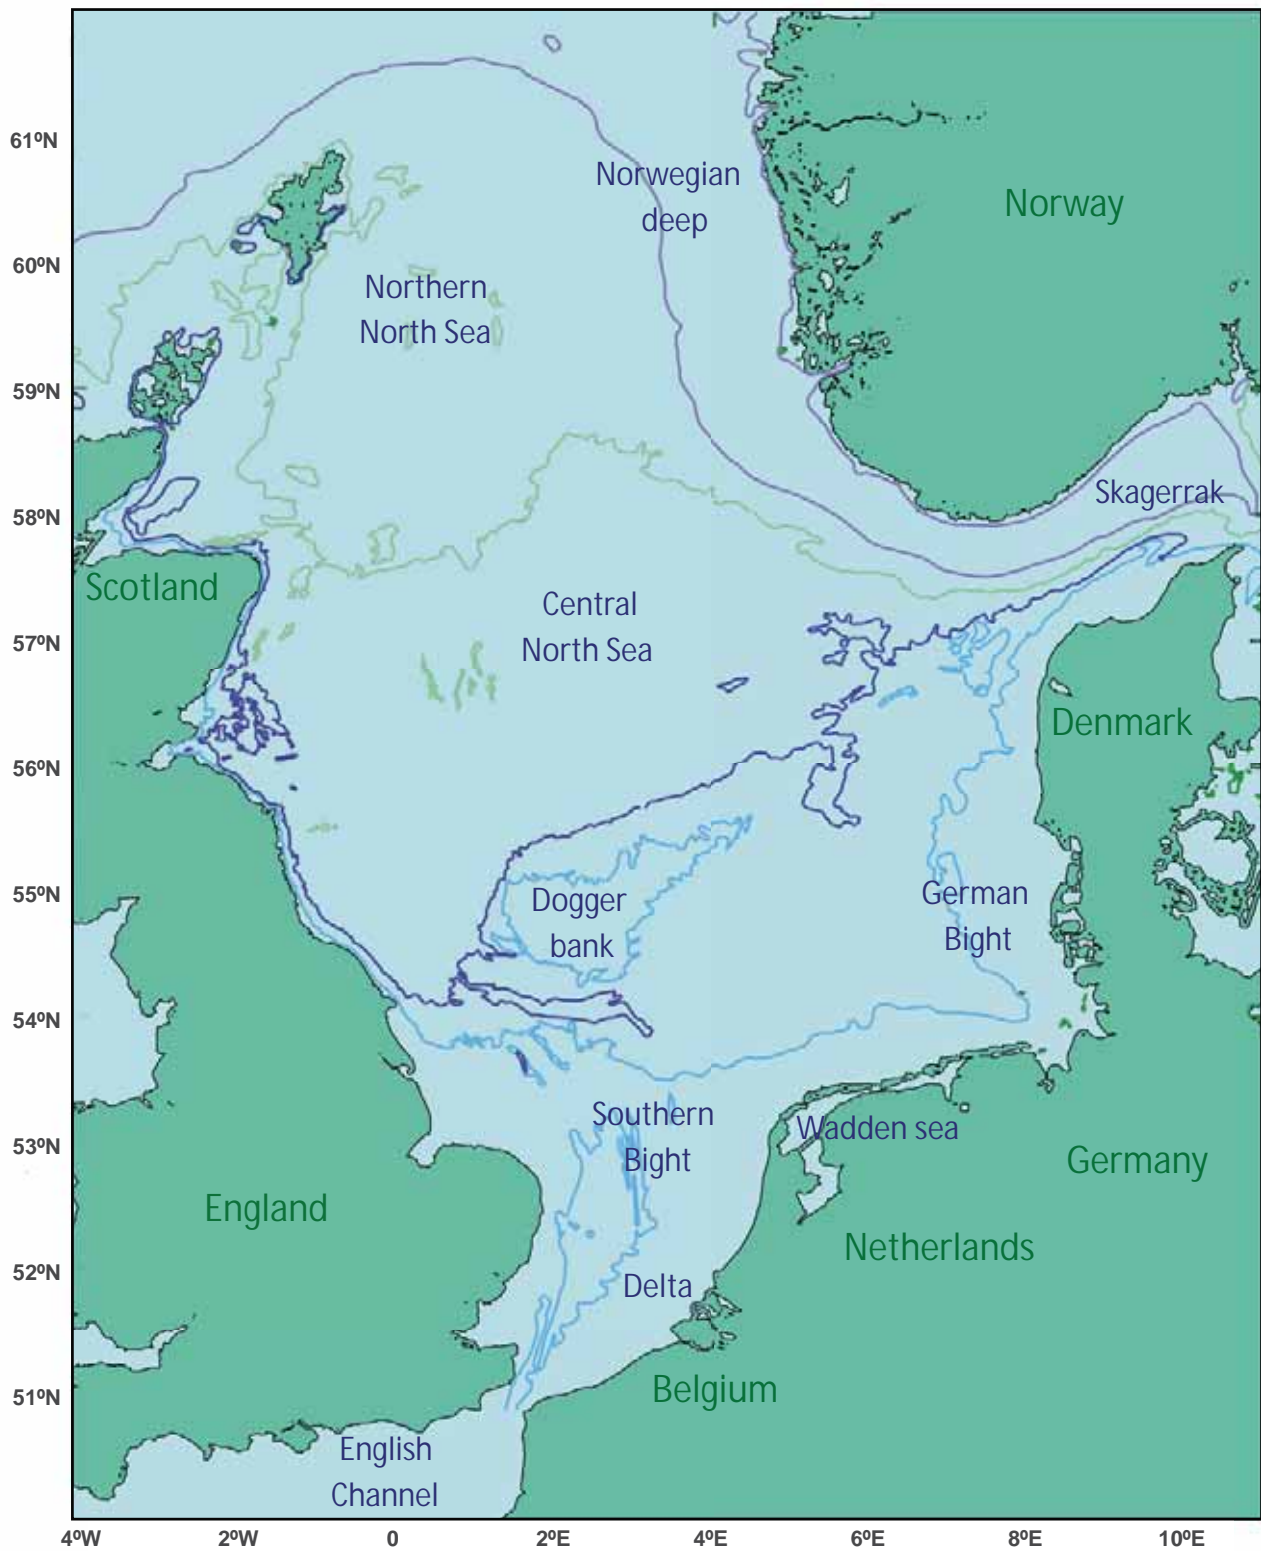 61ºN
Norwegian
deep
Norway
60ºN
Northern
North Sea
59ºN
Skagerrak
58ºN
Scotland
Central
North Sea
57ºN
Denmark
56ºN
55ºN
Dogger
bank
German
Bight
54ºN
Southern
Bight
Wadden sea
53ºN
Germany
England
Netherlands
52ºN
Delta
51ºN
Belgium
English
Channel
4ºW
2ºW
0
2ºE
4ºE
6ºE
8ºE
10ºE